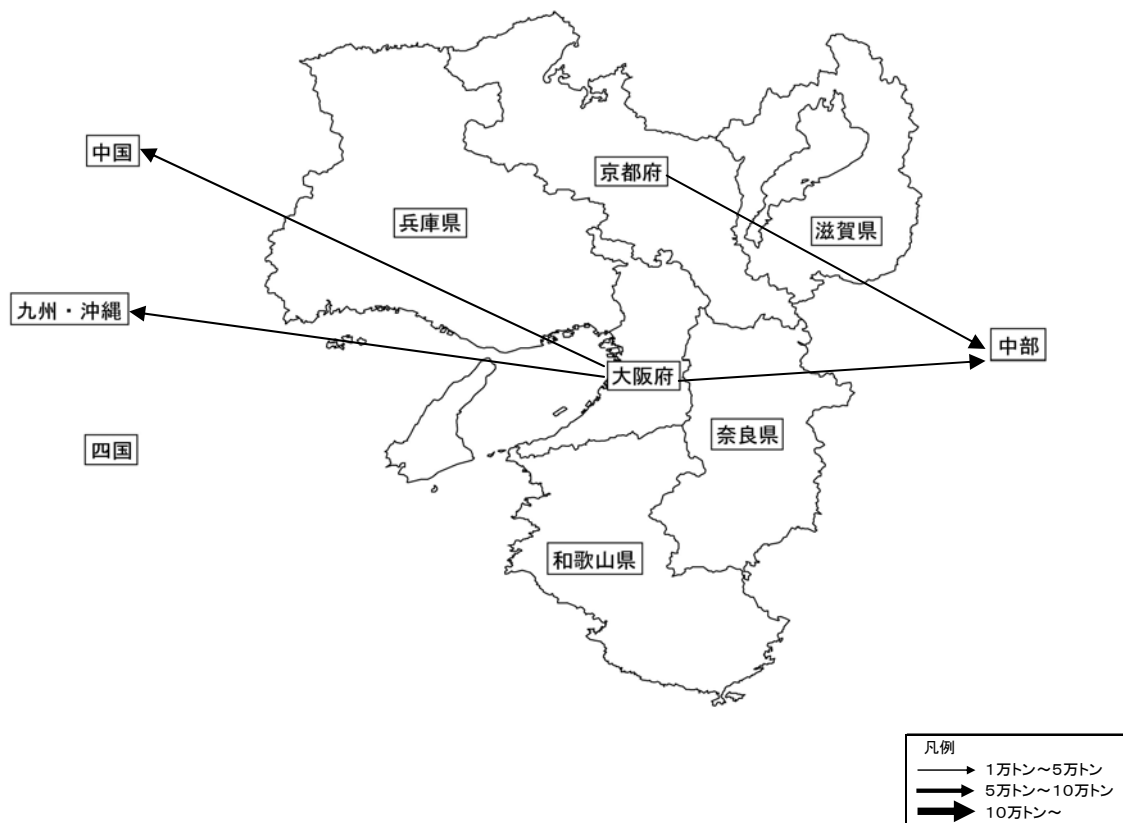 中国
京都府
兵庫県
滋賀県
九州・沖縄
中部
大阪府
奈良県
四国
和歌山県
凡例
1万トン～5万トン
5万トン～10万トン
10万トン～